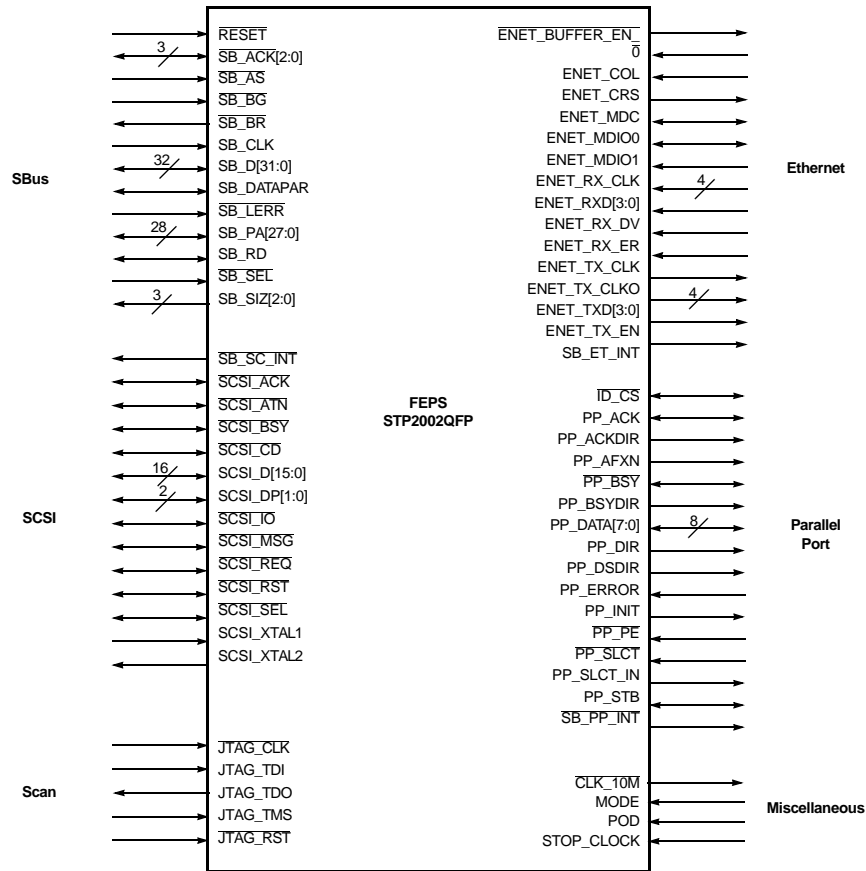 SBus
RESET
3
SB_ACK[2:0]
SB_AS
SB_BG
SB_BR
SB_CLK
32
SB_D[31:0]
SB_DATAPAR
SB_LERR
28
SB_PA[27:0]
SB_RD
SB_SEL
3
SB_SIZ[2:0]
SCSI
SB_SC_INT
SCSI_ACK
SCSI_ATN
SCSI_BSY
SCSI_CD
16
SCSI_D[15:0]
2
SCSI_DP[1:0]
SCSI_IO
SCSI_MSG
SCSI_REQ
SCSI_RST
SCSI_SEL
SCSI_XTAL1
SCSI_XTAL2
Scan
JTAG_CLK
JTAG_TDI
JTAG_TDO
JTAG_TMS
JTAG_RST
FEPS
STP2002QFP
ENET_BUFFER_EN_
0
ENET_COL
ENET_CRS
ENET_MDC
ENET_MDIO0
ENET_MDIO1
ENET_RX_CLK
4
ENET_RXD[3:0]
ENET_RX_DV
ENET_RX_ER
ENET_TX_CLK
ENET_TX_CLKO
4
ENET_TXD[3:0]
ENET_TX_EN
SB_ET_INT
Ethernet
ID_CS
PP_ACK
PP_ACKDIR
PP_AFXN
PP_BSY
PP_BSYDIR
PP_DATA[7:0]
8
PP_DIR
PP_DSDIR
PP_ERROR
PP_INIT
PP_PE
PP_SLCT
PP_SLCT_IN
PP_STB
SB_PP_INT
Parallel
Port
CLK_10M
MODE
POD
STOP_CLOCK
Miscellaneous